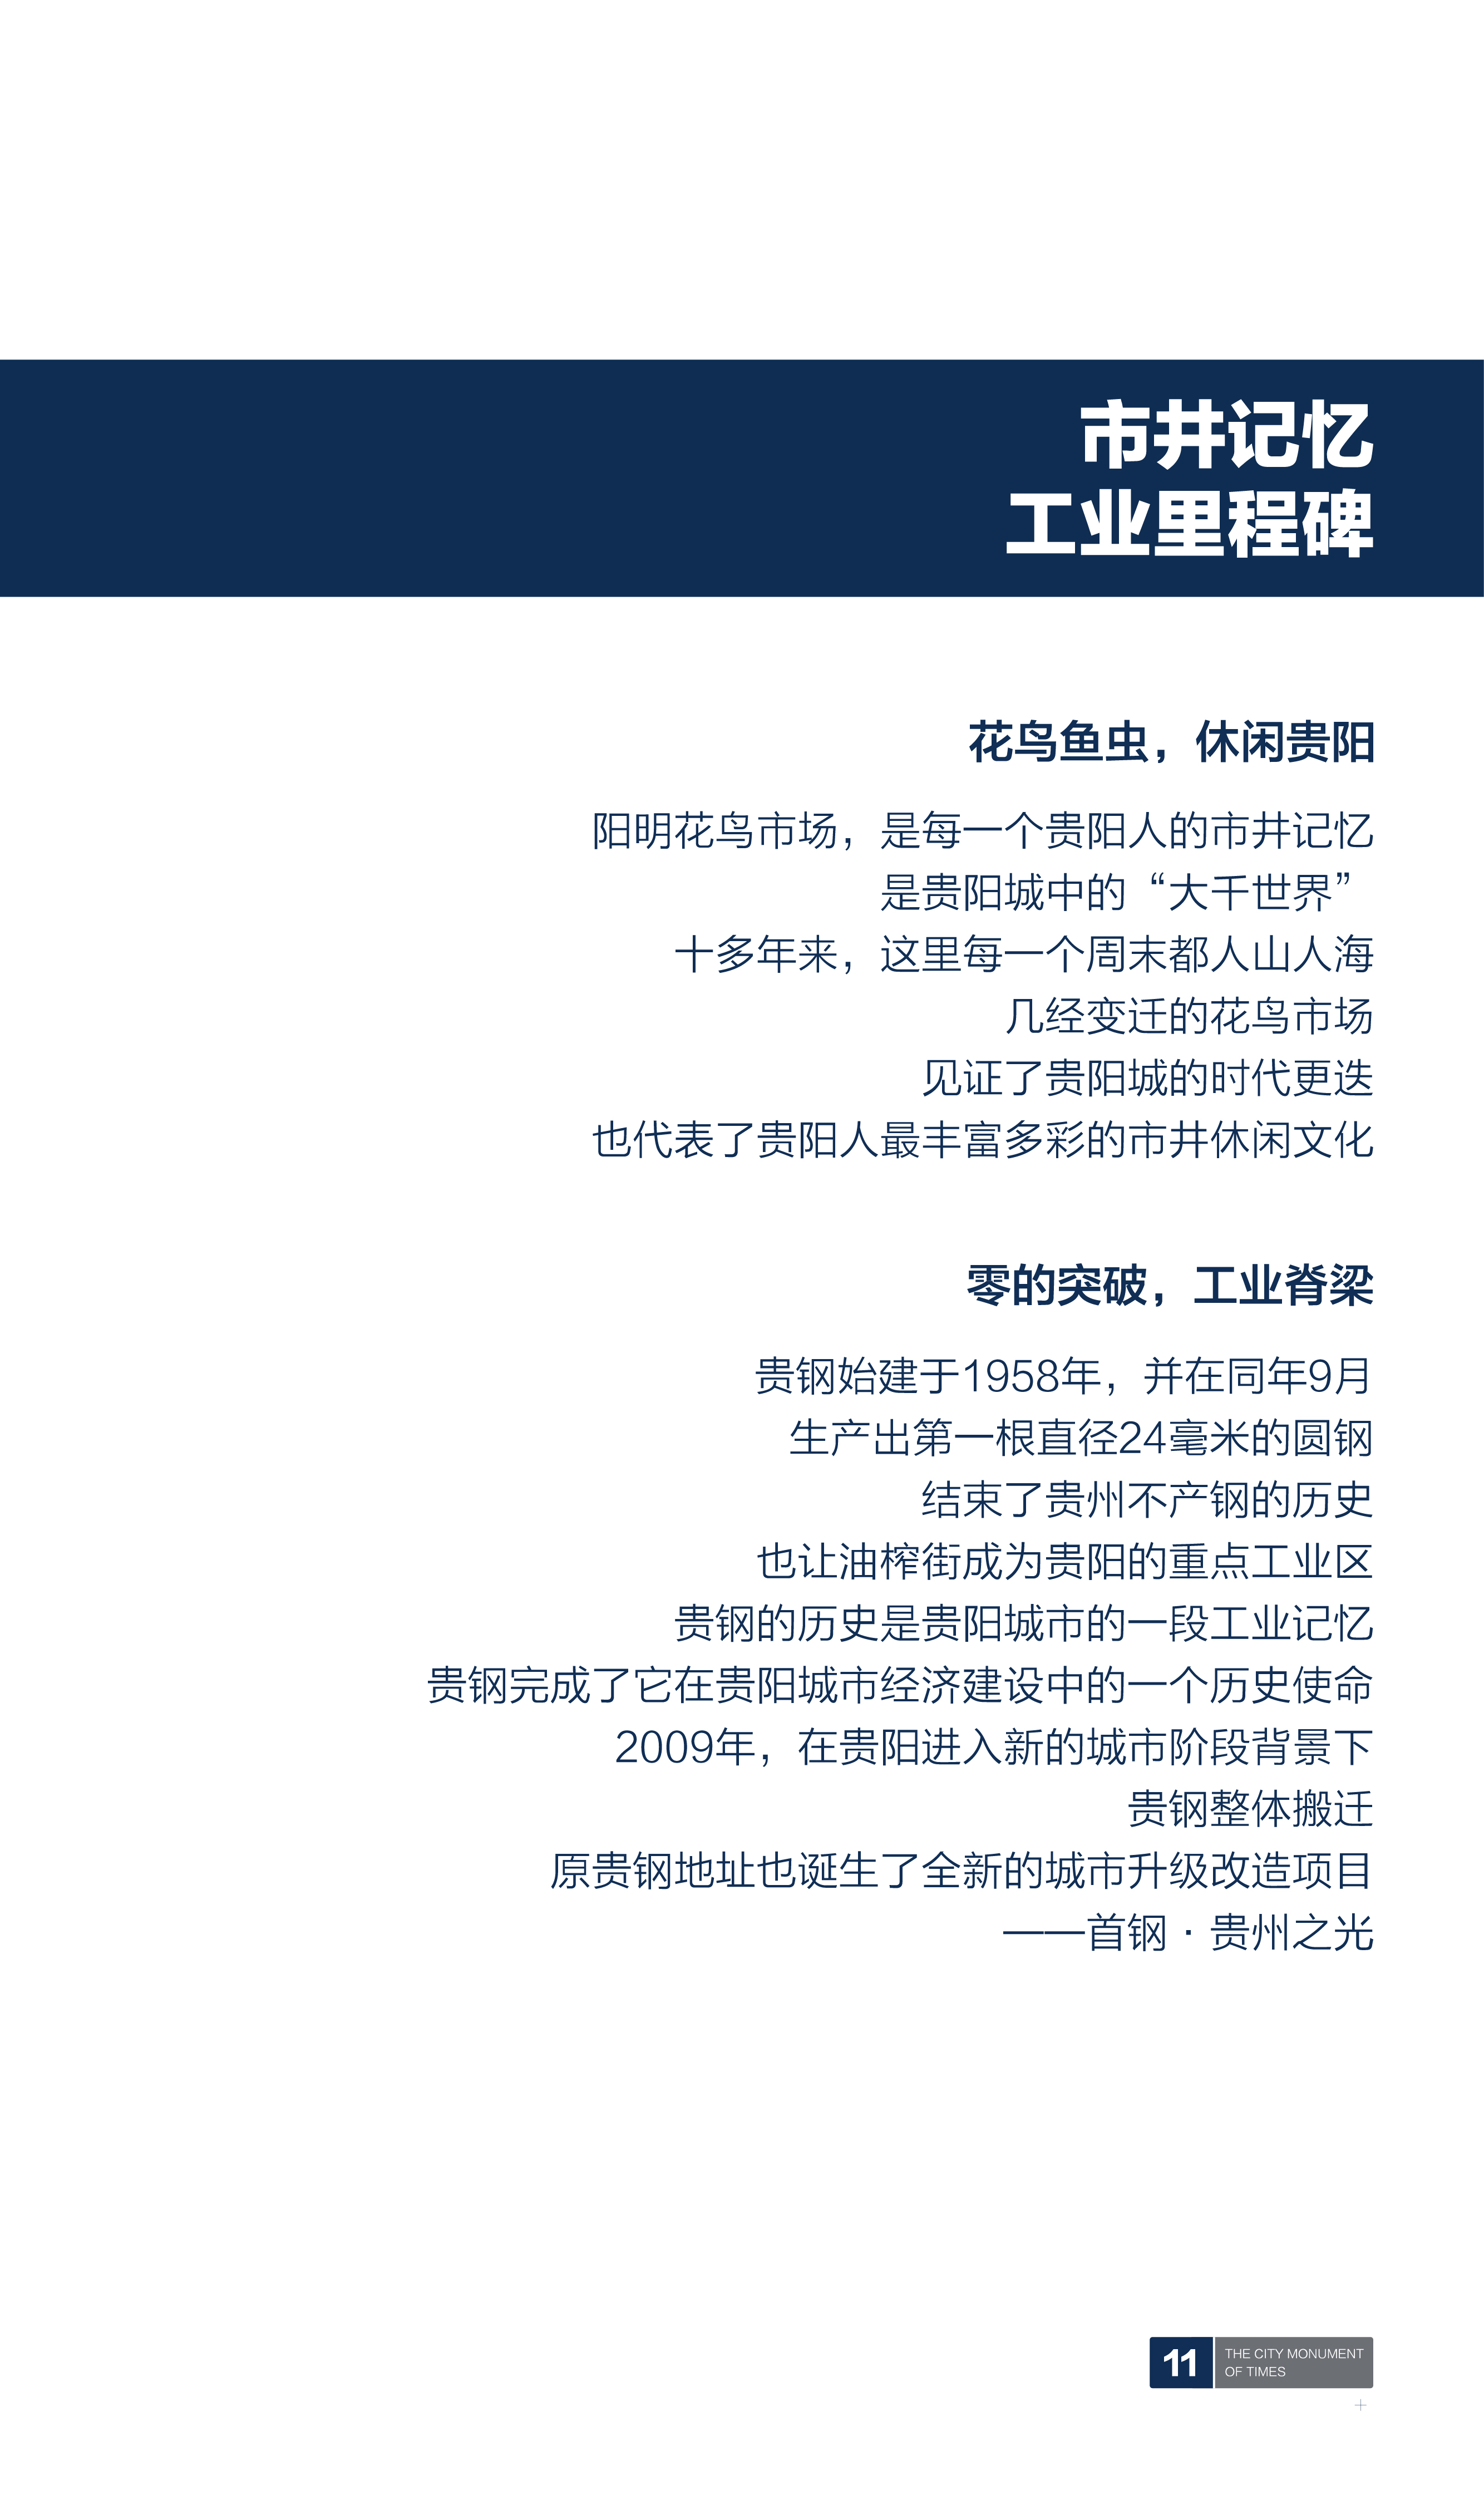 市井记忆
工业里程碑
花鸟鱼虫，休闲贵阳
阳明花鸟市场，是每一个贵阳人的市井记忆
是贵阳城中的“大千世界”
十多年来，这里每一个周末都人山人海
几经变迁的花鸟市场
见证了贵阳城的时代更迭
也代表了贵阳人最丰富多彩的市井休闲文化
零的突破，工业脊梁
贵钢始建于1958年，并在同年9月
生产出第一根直径24毫米的圆钢
结束了贵州不产钢的历史
也让油榨街成为贵阳的重点工业区
贵钢的历史是贵阳城市的一段工业记忆
贵钢完成了它在贵阳城市经济建设中的一个历史使命
2009年，在贵阳进入新的城市阶段背景下
贵钢整体搬迁
原贵钢地址也诞生了全新的城市升级改造项目
——首钢·贵州之光
11
THE CITY MONUMENT
OF TIMES